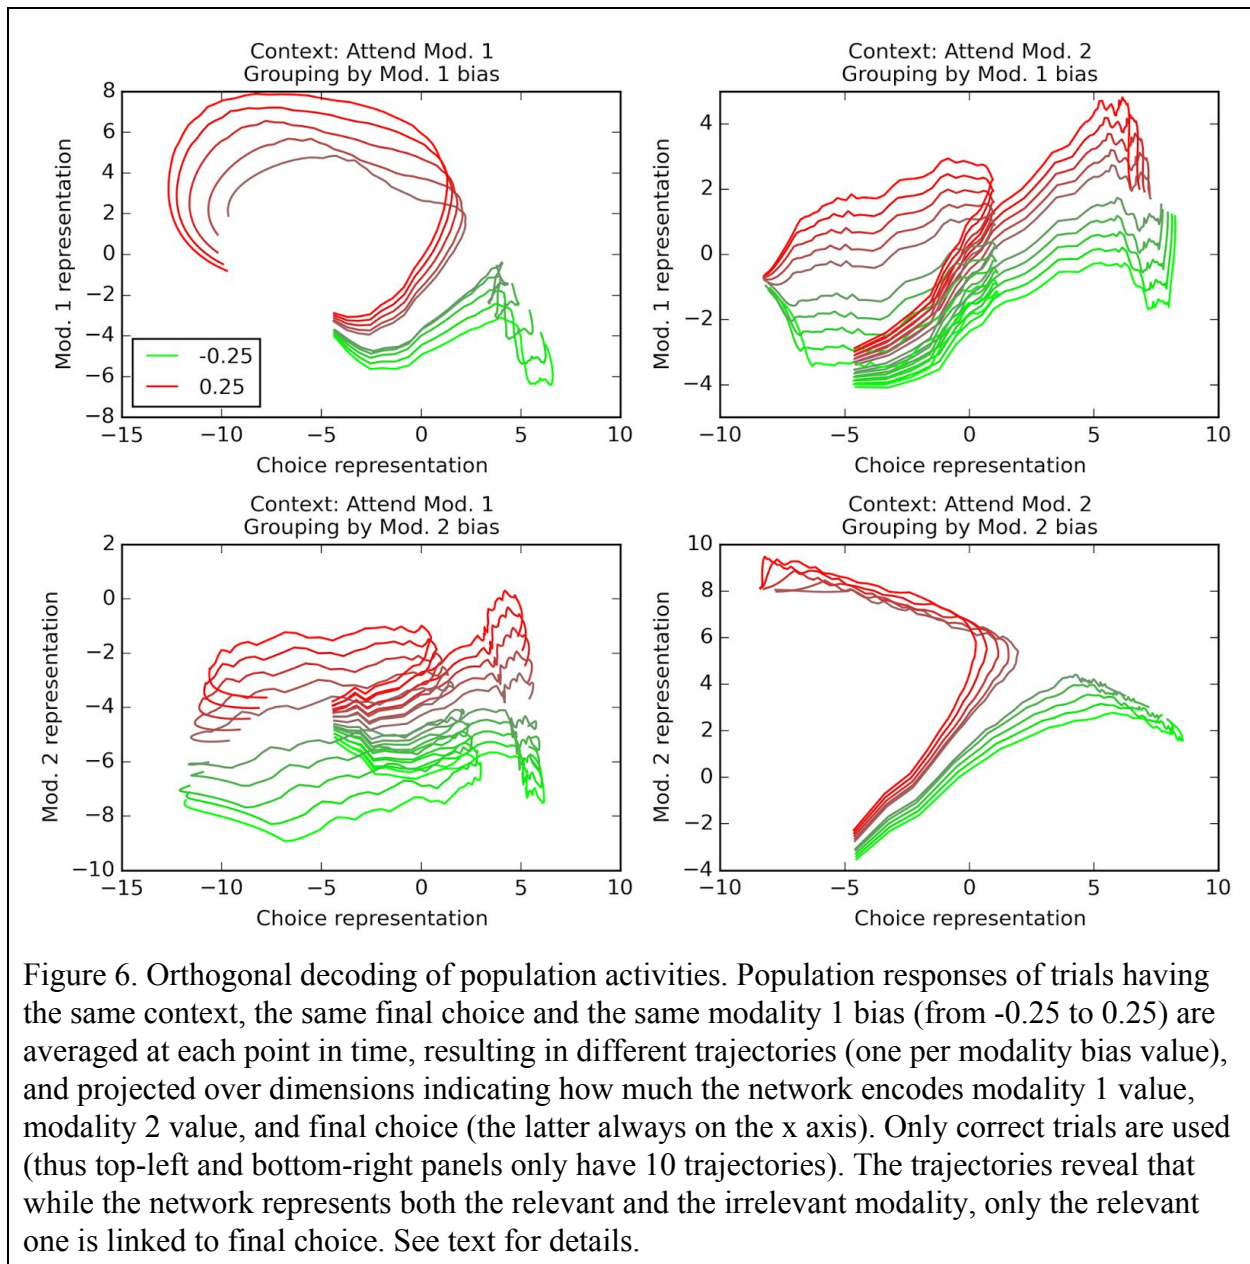 Context: Attend Mod. 1
Grouping by Mod. 1 bias
8
6
4
2
0
−2
−4
−6
−8
Mod. 1 representation
-0.25
0.25
−15
−10
−5
0
5
10
Choice representation
Context: Attend Mod. 2
Grouping by Mod. 1 bias
4
2
0
−2
−4
Mod. 1 representation
−10
−5
0
5
10
Choice representation
Context: Attend Mod. 1
Grouping by Mod. 2 bias
2
0
−2
−4
−6
−8
−10
Mod. 2 representation
−15
−10
−5
0
5
10
Choice representation
Context: Attend Mod. 2
Grouping by Mod. 2 bias
10
8
6
4
2
0
−2
−4
Mod. 2 representation
−10
−5
0
5
10
Choice representation
Figure 6. Orthogonal decoding of population activities. Population responses of trials having
the same context, the same final choice and the same modality 1 bias (from -0.25 to 0.25) are
averaged at each point in time, resulting in different trajectories (one per modality bias value),
and projected over dimensions indicating how much the network encodes modality 1 value,
modality 2 value, and final choice (the latter always on the x axis). Only correct trials are used
(thus top-left and bottom-right panels only have 10 trajectories). The trajectories reveal that
while the network represents both the relevant and the irrelevant modality, only the relevant
one is linked to final choice. See text for details.